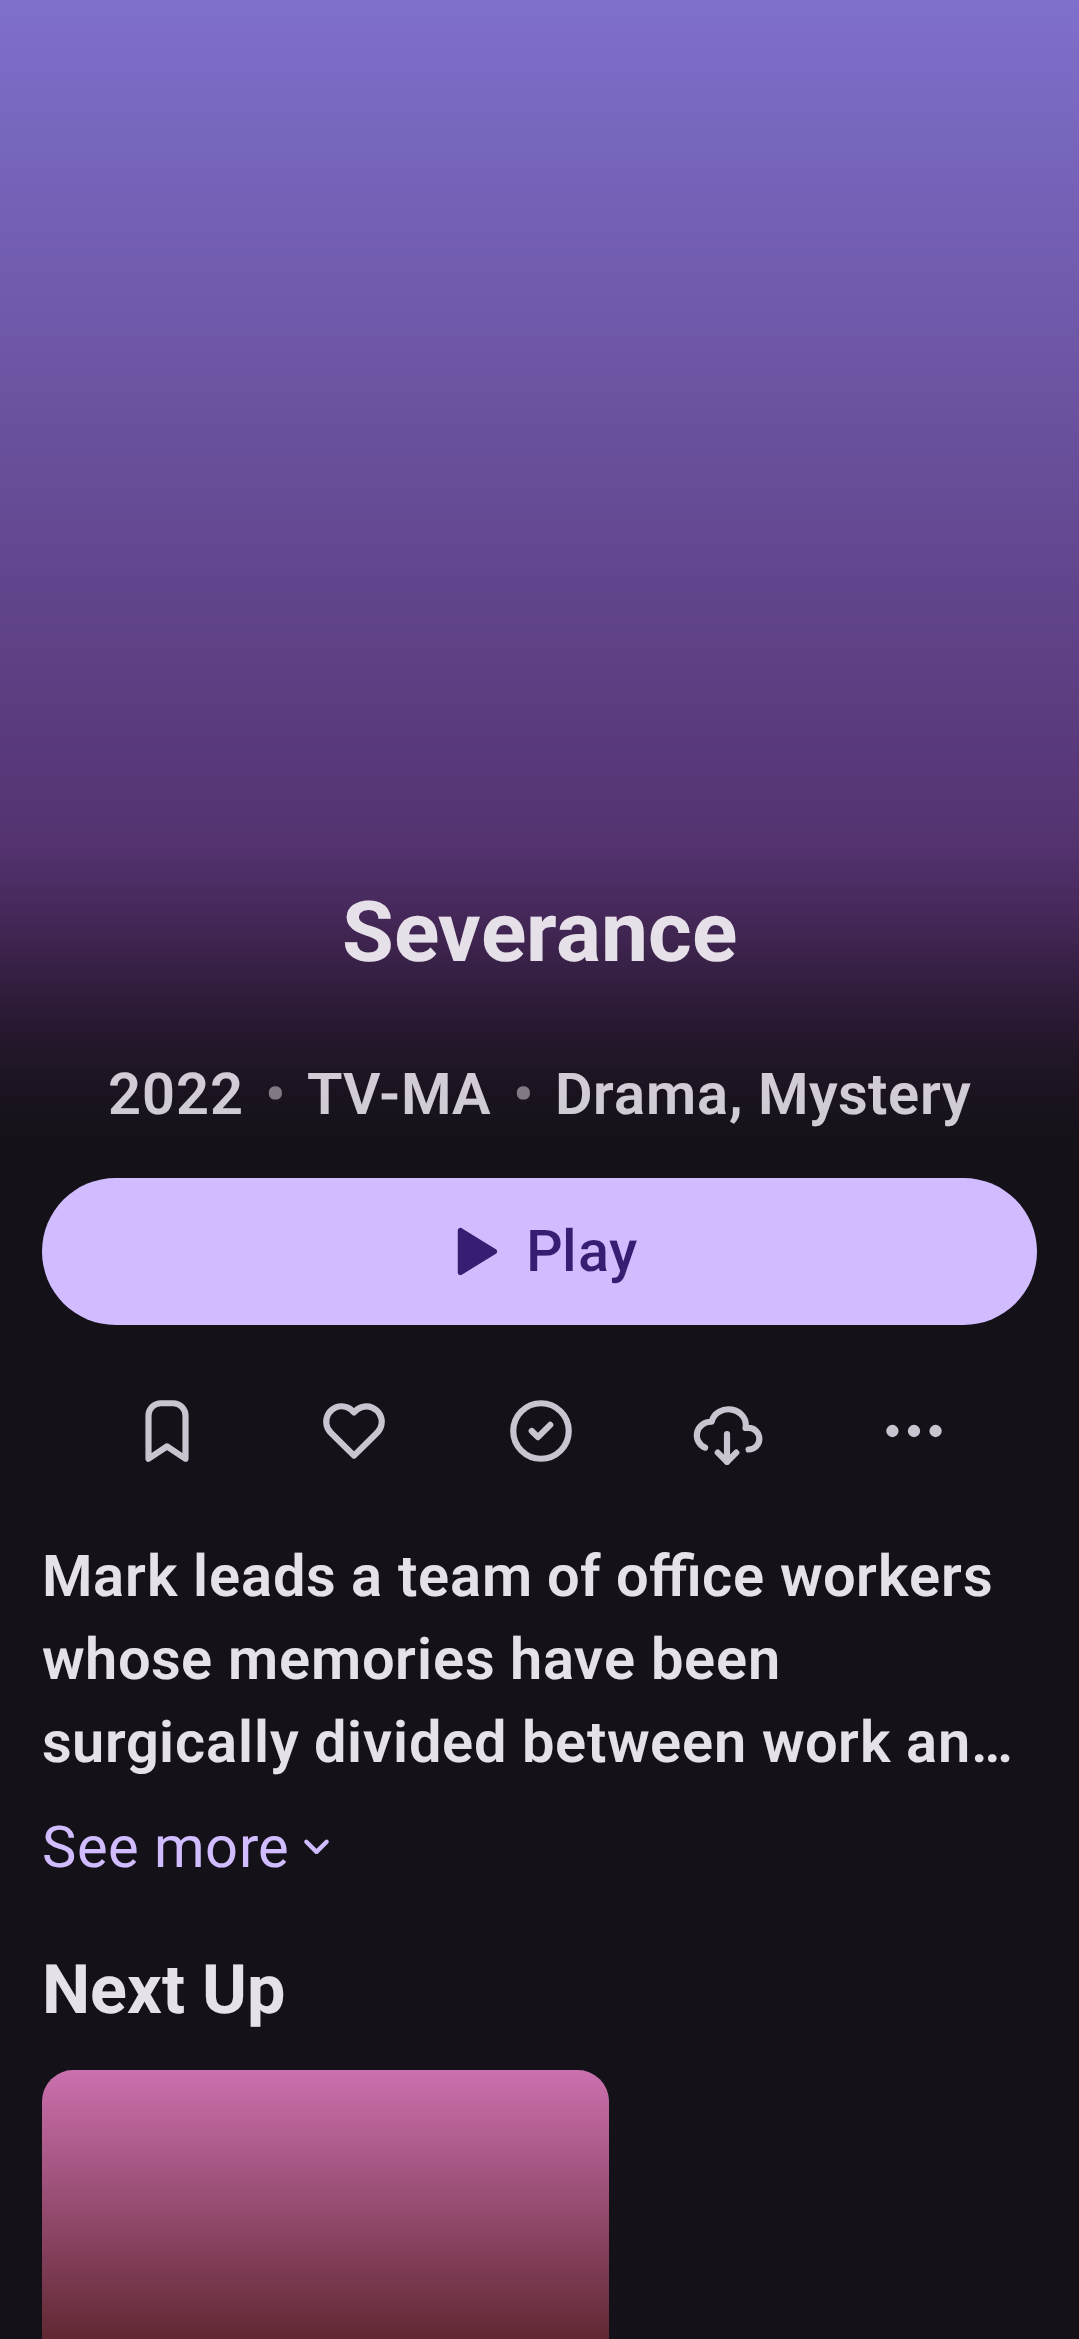 Severance
2022 • TV-MA • Drama, Mystery
Play
Mark leads a team of office workers
whose memories have been
surgically divided between work an…
See more
Next Up